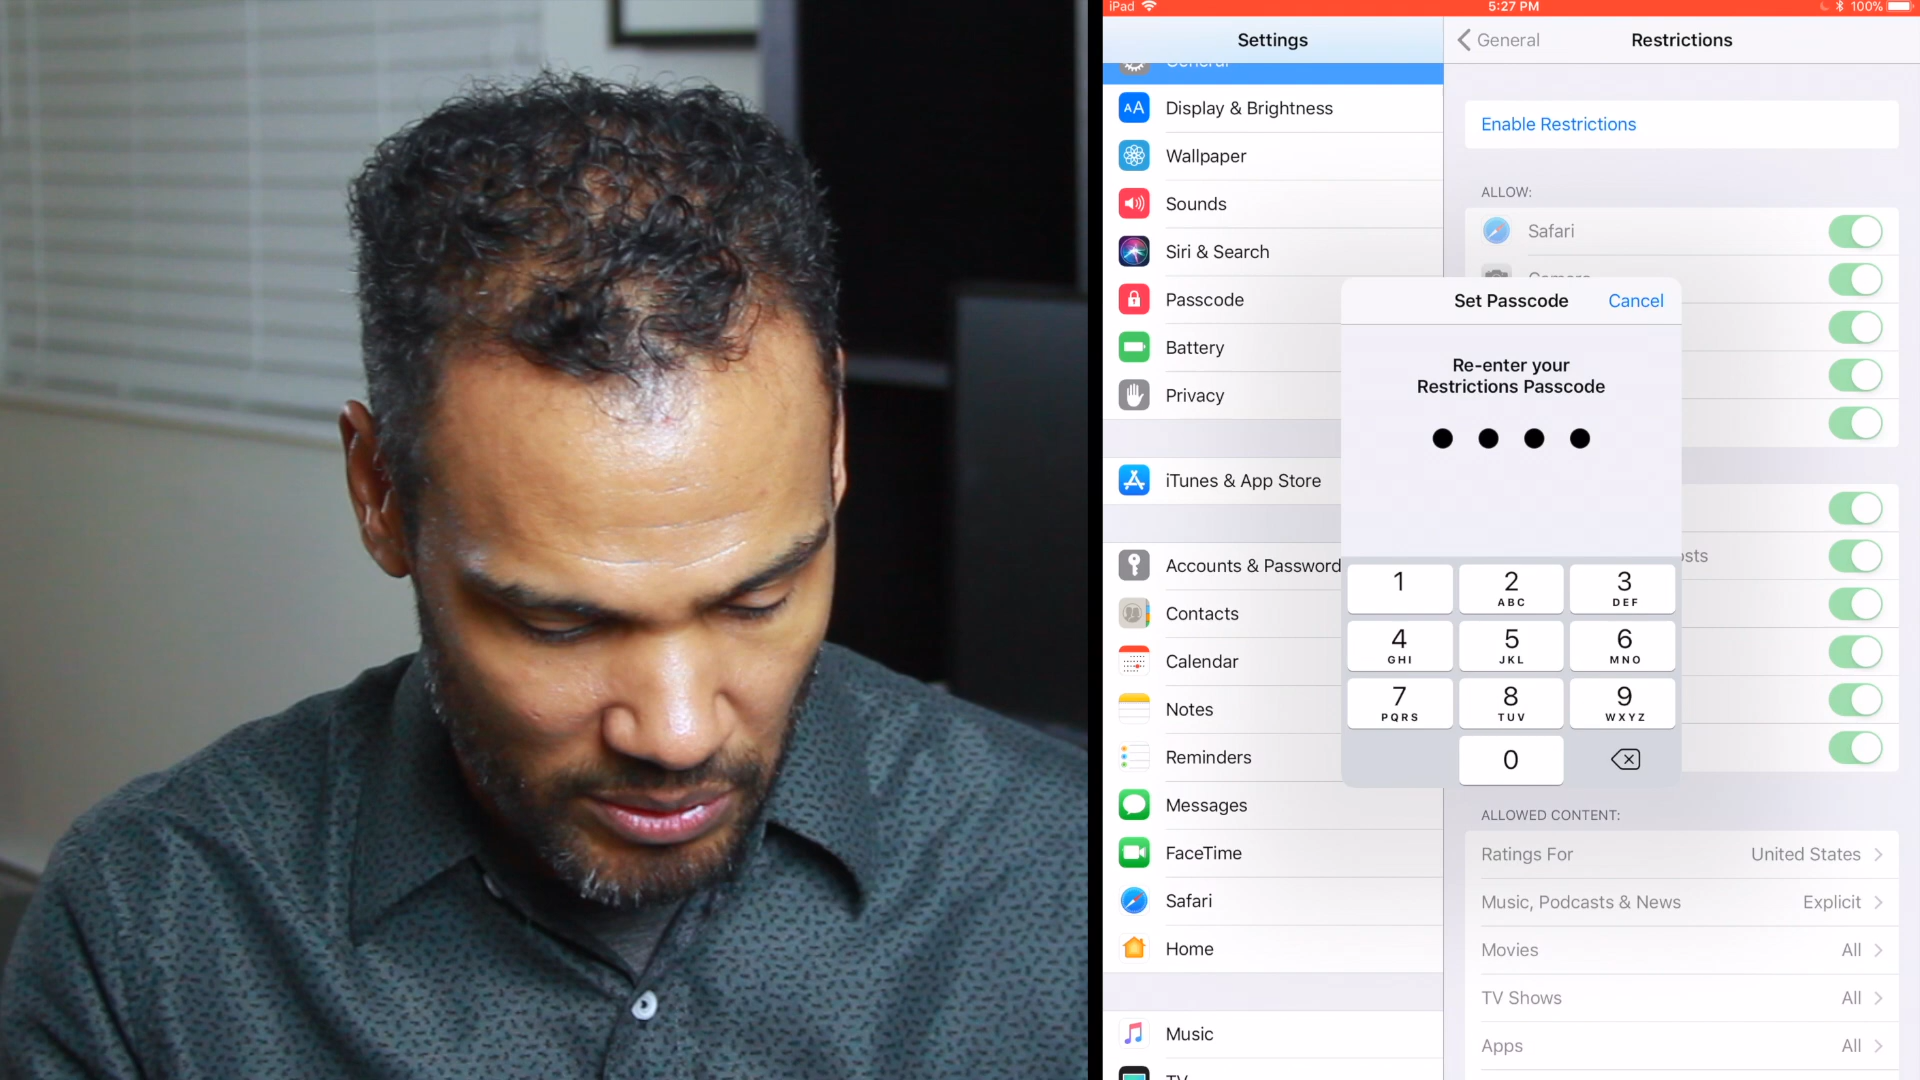 iPad
5:27 PM
100%
Settings
General
Restrictions
General
Display & Brightness
Wallpaper
Sounds
Siri & Search
Passcode
Battery
Privacy
iTunes & App Store
Accounts & Password
Contacts
Calendar
Notes
Reminders
Messages
FaceTime
Safari
Home
Music
TV
Enable Restrictions
ALLOW:
Safari
Camera
Set Passcode
Cancel
Re-enter your
Restrictions Passcode
1
2
ABC
3
DEF
4
GHI
5
JKL
6
MNO
7
PQRS
8
TUV
9
WXYZ
0
ALLOWED CONTENT:
Ratings For
United States
Music, Podcasts & News
Explicit
Movies
All
TV Shows
All
Apps
All